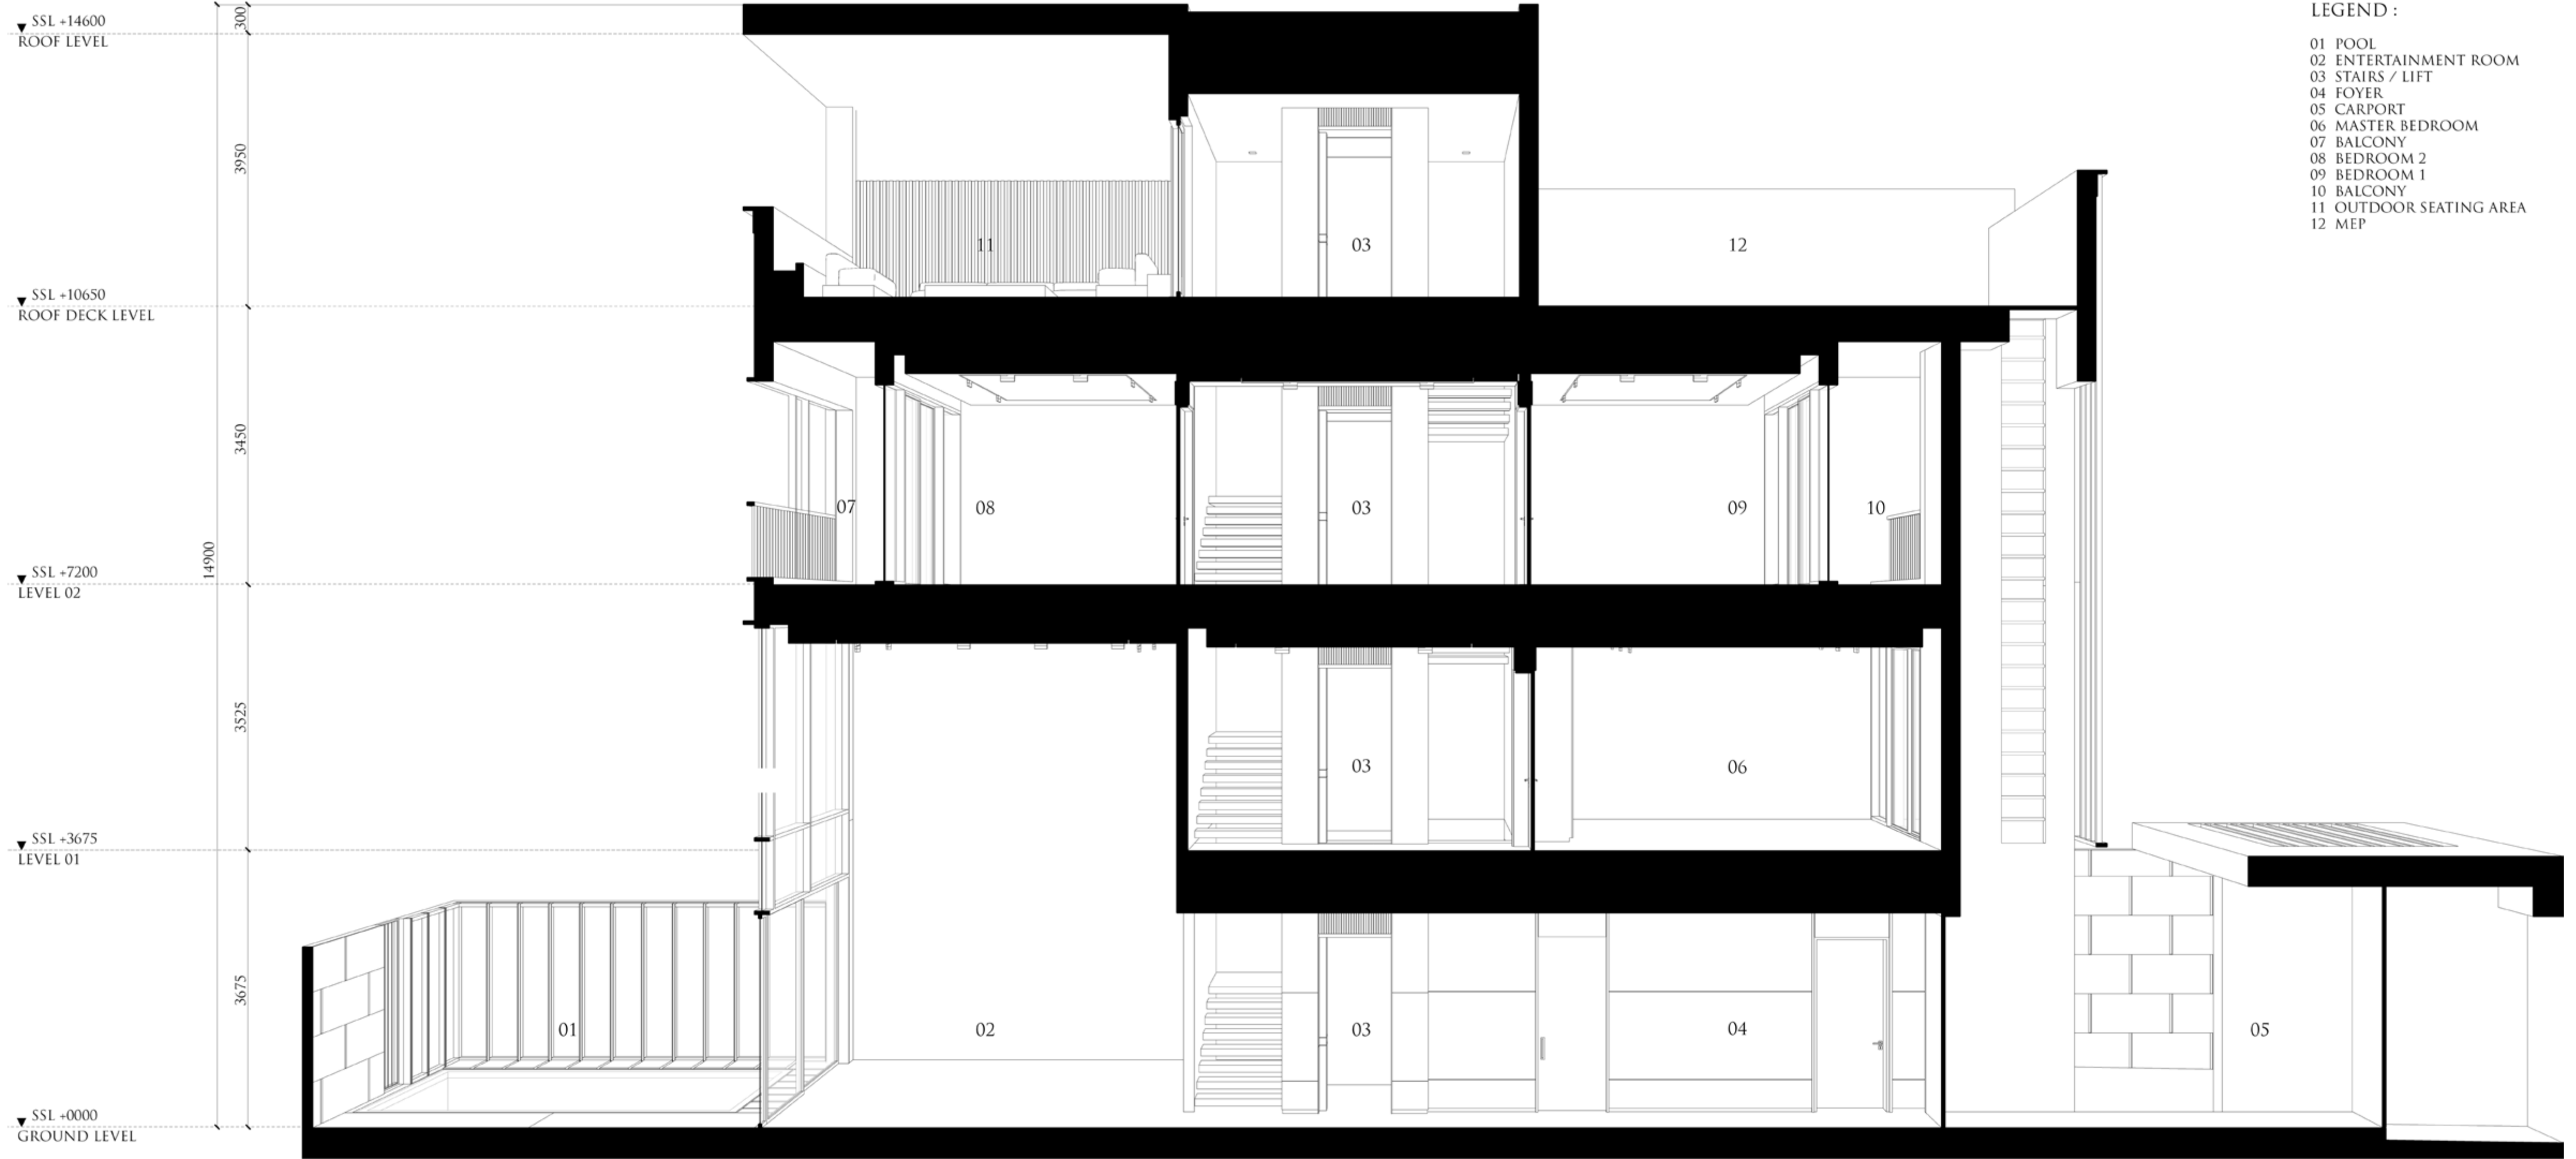 SSL +14600
ROOF LEVEL
300
3950
SSL +10650
ROOF DECK LEVEL
3450
14900
SSL +7200
LEVEL 02
3525
SSL +3675
LEVEL 01
3675
SSL +0000
GROUND LEVEL
11
03
12
07
08
03
09
10
03
06
01
02
03
04
05
LEGEND :
01 POOL
02 ENTERTAINMENT ROOM
03 STAIRS / LIFT
04 FOYER
05 CARPORT
06 MASTER BEDROOM
07 BALCONY
08 BEDROOM 2
09 BEDROOM 1
10 BALCONY
11 OUTDOOR SEATING AREA
12 MEP